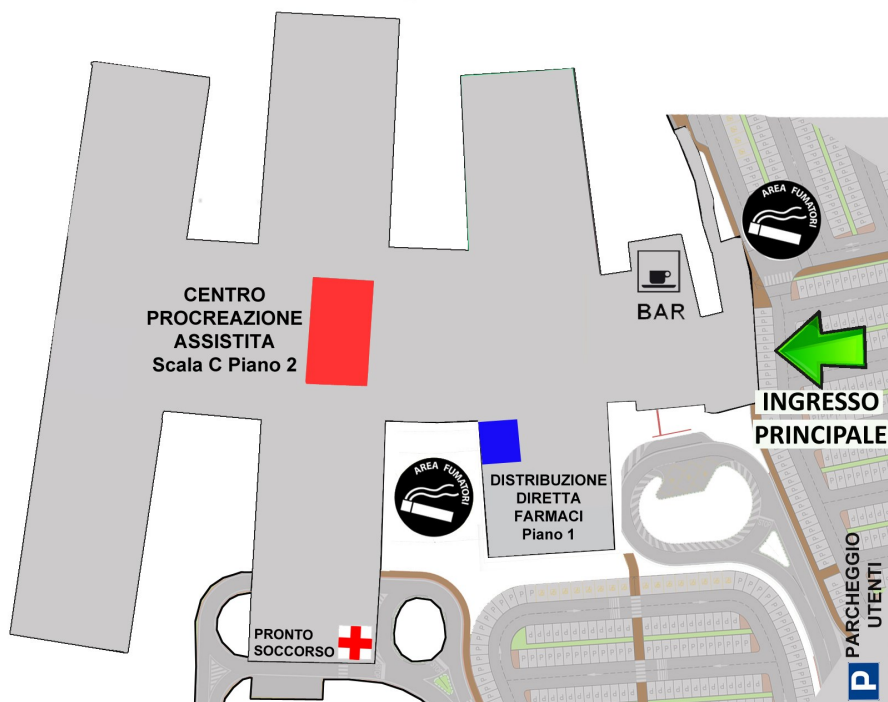 AREA FUMATORI
BAR
CENTRO
PROCREAZIONE
ASSISTITA
Scala C Piano 2
INGRESSO
PRINCIPALE
AREA FUMATORI
DISTRIBUZIONE
DIRETTA
FARMACI
Piano 1
PRONTO
SOCCORSO
P PARCHEGGIO
UTENTI